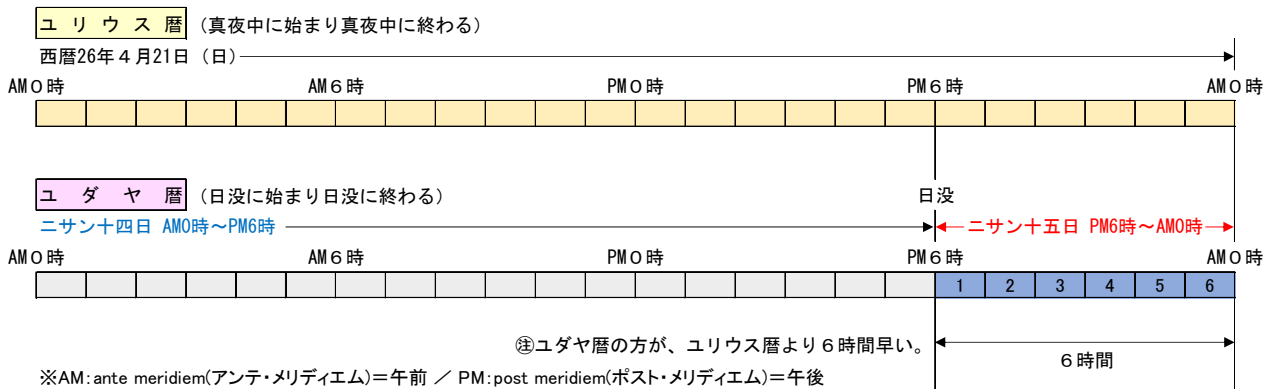 ユリウス暦 (真夜中に始まり真夜中に終わる)
西暦26年4月21日 (日)
AM0時 AM6時 PM0時 PM6時 AM0時
ユダヤ暦 (日没に始まり日没に終わる) 日没
ニサン十四日 AM0時～PM6時 ニサン十五日 PM6時～AM0時
AM0時 AM6時 PM0時 PM6時 AM0時
1 2 3 4 5 6
㊟ユダヤ暦の方が、ユリウス暦より6時間早い。 6時間
※AM:ante meridiem(アンテ・メリディエム)=午前 ／ PM:post meridiem(ポスト・メリディエム)=午後